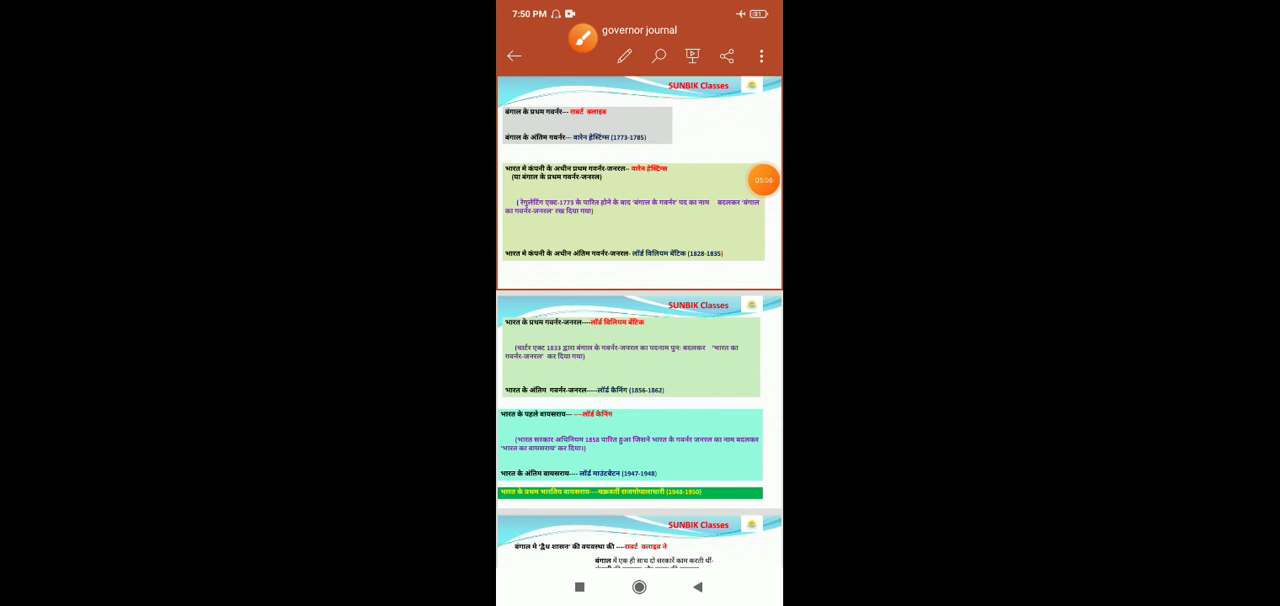 7:50 PM
51
governor journal
SUNBIK Classes
बंगाल के प्रथम गवर्नर--- राबर्ट क्लाइव
बंगाल के अंतिम गवर्नर--- वारेन हेस्टिंग्स (1773-1785)
भारत मे कंपनी के अधीन प्रथम गवर्नर-जनरल-- वारेन हेस्टिंग्स
(या बंगाल के प्रथम गवर्नर-जनरल)
05:06
( रेगुलेटिंग एक्ट-1773 के पारित होने के बाद 'बंगाल के गवर्नर' पद का नाम बदलकर 'बंगाल
का गवर्नर-जनरल' रख दिया गया)
भारत मे कंपनी के अधीन अंतिम गवर्नर-जनरल- लॉर्ड विलियम बेंटिक (1828-1835)
SUNBIK Classes
भारत के प्रथम गवर्नर-जनरल----लॉर्ड विलियम बेंटिक
(चार्टर एक्ट 1833 द्वारा बंगाल के गवर्नर-जनरल का पदनाम पुनः बदलकर 'भारत का
गवर्नर-जनरल' कर दिया गया)
भारत के अंतिम गवर्नर-जनरल-----लॉर्ड कैनिंग (1856-1862)
भारत के पहले वायसराय--- ----लॉर्ड कैनिंग
(भारत सरकार अधिनियम 1858 पारित हुआ जिसने भारत के गवर्नर जनरल का नाम बदलकर
'भारत का वायसराय' कर दिया।)
भारत के अंतिम वायसराय---- लॉर्ड माउंटबेटन (1947-1948)
भारत के प्रथम भारतिय वायसराय----चक्रवर्ती राजगोपालाचारी (1948-1950)
SUNBIK Classes
बंगाल मे 'द्वैध शासन' की वयवस्था की ----राबर्ट क्लाइव ने
बंगाल में एक ही साथ दो सरकारें काम करती थीं-